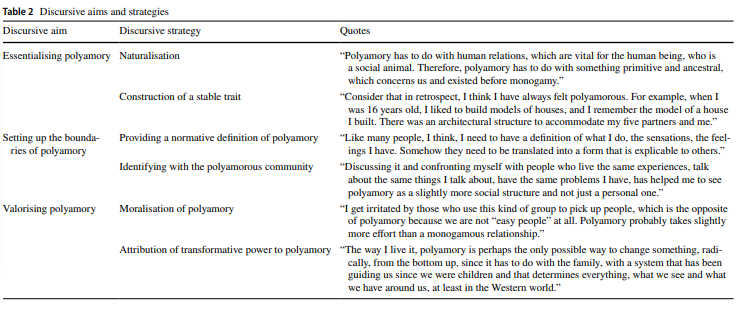 Table 2 Discursive aims and strategies
Discursive aim Discursive strategy Quotes
Essentialising polyamory Naturalisation “Polyamory has to do with human relations, which are vital for the human being, who is
a social animal. Therefore, polyamory has to do with something primitive and ancestral,
which concerns us and existed before monogamy.”
Construction of a stable trait “Consider that in retrospect, I think I have always felt polyamorous. For example, when I
was 16 years old, I liked to build models of houses, and I remember the model of a house
I built. There was an architectural structure to accommodate my five partners and me.”
Setting up the bounda- Providing a normative definition of polyamory “Like many people, I think, I need to have a definition of what I do, the sensations, the feel-
ries of polyamory ings I have. Somehow they need to be translated into a form that is explicable to others.”
Identifying with the polyamorous community “Discussing it and confronting myself with people who live the same experiences, talk
about the same things I talk about, have the same problems I have, has helped me to see
polyamory as a slightly more social structure and not just a personal one.”
Valorising polyamory Moralisation of polyamory “I get irritated by those who use this kind of group to pick up people, which is the opposite
of polyamory because we are not “easy people” at all. Polyamory probably takes slightly
more effort than a monogamous relationship.”
Attribution of transformative power to polyamory “The way I live it, polyamory is perhaps the only possible way to change something, radi-
cally, from the bottom up, since it has to do with the family, with a system that has been
guiding us since we were children and that determines everything, what we see and what
we have around us, at least in the Western world.”